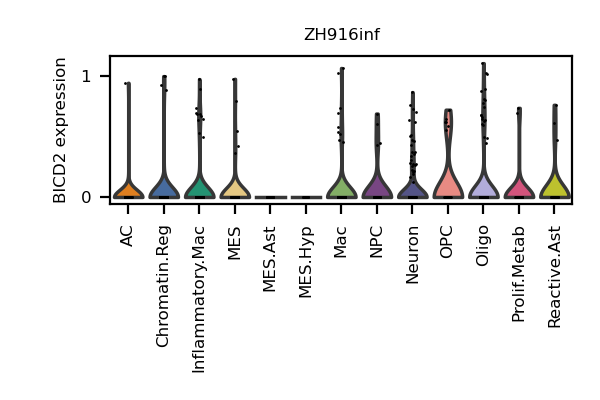 ZH916inf
BICD2 expression
1
0
AC
Chromatin.Reg
Inflammatory.Mac
MES
MES.Ast
MES.Hyp
Mac
NPC
Neuron
OPC
Oligo
Prolif.Metab
Reactive.Ast